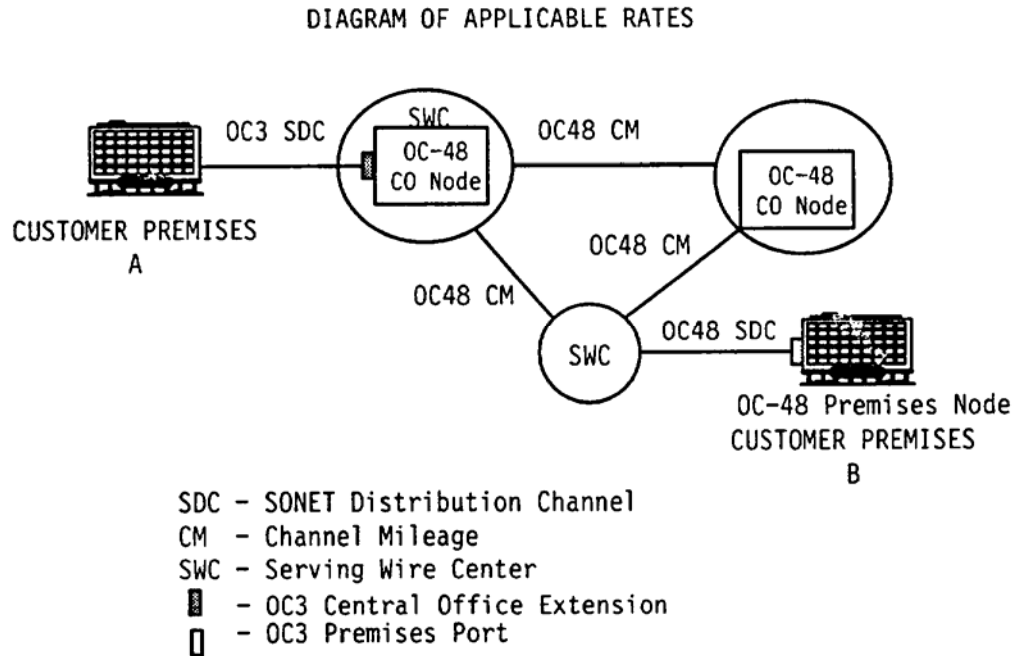 DIAGRAM OF APPLICABLE RATES
OC3 SDC
SWC
OC-48
CO Node
OC48 CM
OC-48
CO Node
CUSTOMER PREMISES
A
OC48 CM
OC48 CM
SWC
OC48 SDC
OC-48 Premises Node
CUSTOMER PREMISES
B
SDC - SONET Distribution Channel
CM - Channel Mileage
SWC - Serving Wire Center
- OC3 Central Office Extension
- OC3 Premises Port